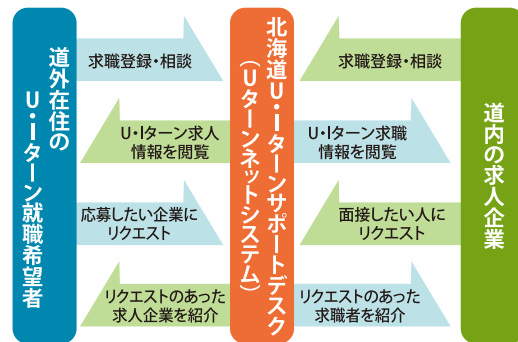 道外在住の
U・Iターン就職希望者
求職登録・相談
U・Iターン求人
情報を閲覧
応募したい企業に
リクエスト
リクエストのあった
求人企業を紹介
北海道U・Iターンサポートデスク
(Uターンネットシステム)
求職登録・相談
U・Iターン求職
情報を閲覧
面接したい人に
リクエスト
リクエストのあった
求職者を紹介
道内の求人企業